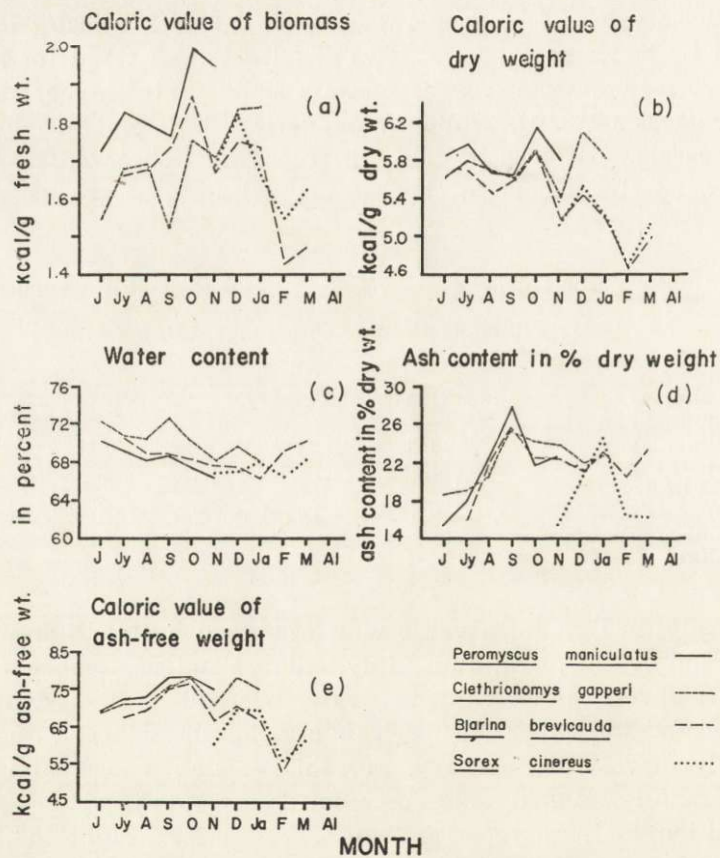 Caloric value of biomass
(a)
kcal/g fresh wt.
2.0
1.8
1.6
1.4
J Jy A S O N D Ja F M Al
Caloric value of
dry weight
(b)
kcal/g dry wt.
6.2
5.8
5.4
5.0
4.6
J Jy A S O N D Ja F M Al
Water content
(c)
in percent
76
72
68
64
60
J Jy A S O N D Ja F M Al
Ash content in % dry weight
(d)
ash content in % dry wt.
30
26
22
18
14
J Jy A S O N D Ja F M Al
Caloric value of
ash-free weight
(e)
kcal/g ash-free wt.
8.5
7.5
6.5
5.5
4.5
J Jy A S O N D Ja F M Al
MONTH
Peromyscus maniculatus
Clethrionomys gapperi
Blarina brevicauda
Sorex cinereus